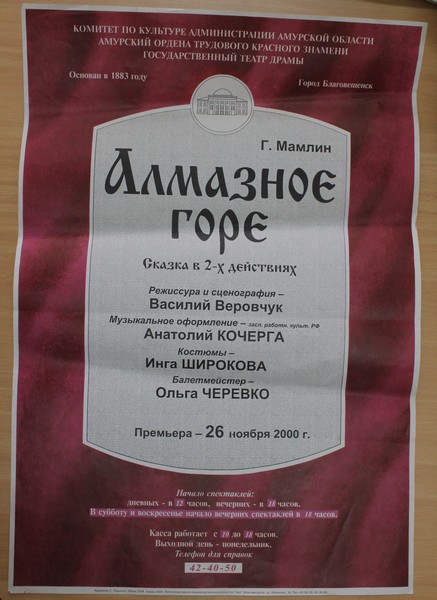 КОМИТЕТ ПО КУЛЬТУРЕ АДМИНИСТРАЦИИ АМУРСКОЙ ОБЛАСТИ
АМУРСКИЙ ОРДЕНА ТРУДОВОГО КРАСНОГО ЗНАМЕНИ
ГОСУДАРСТВЕННЫЙ ТЕАТР ДРАМЫ
Основан в 1883 году
Город Благовещенск
Г. Мамлин
Алмазное
горе
Сказка в 2-х действиях
Режиссура и сценография –
Василий Веровчук
Музыкальное оформление – засл. работн. культ. РФ
Анатолий КОЧЕРГА
Костюмы –
Инга ШИРОКОВА
Балетмейстер –
Ольга ЧЕРЕВКО
Премьера – 26 ноября 2000 г.
Начало спектаклей:
дневных - в 12 часов, вечерних - в 18 часов.
В субботу и воскресенье начало вечерних спектаклей в 18 часов.
Касса работает с 10 до 18 часов.
Выходной день - понедельник.
Телефон для справок
42-40-50